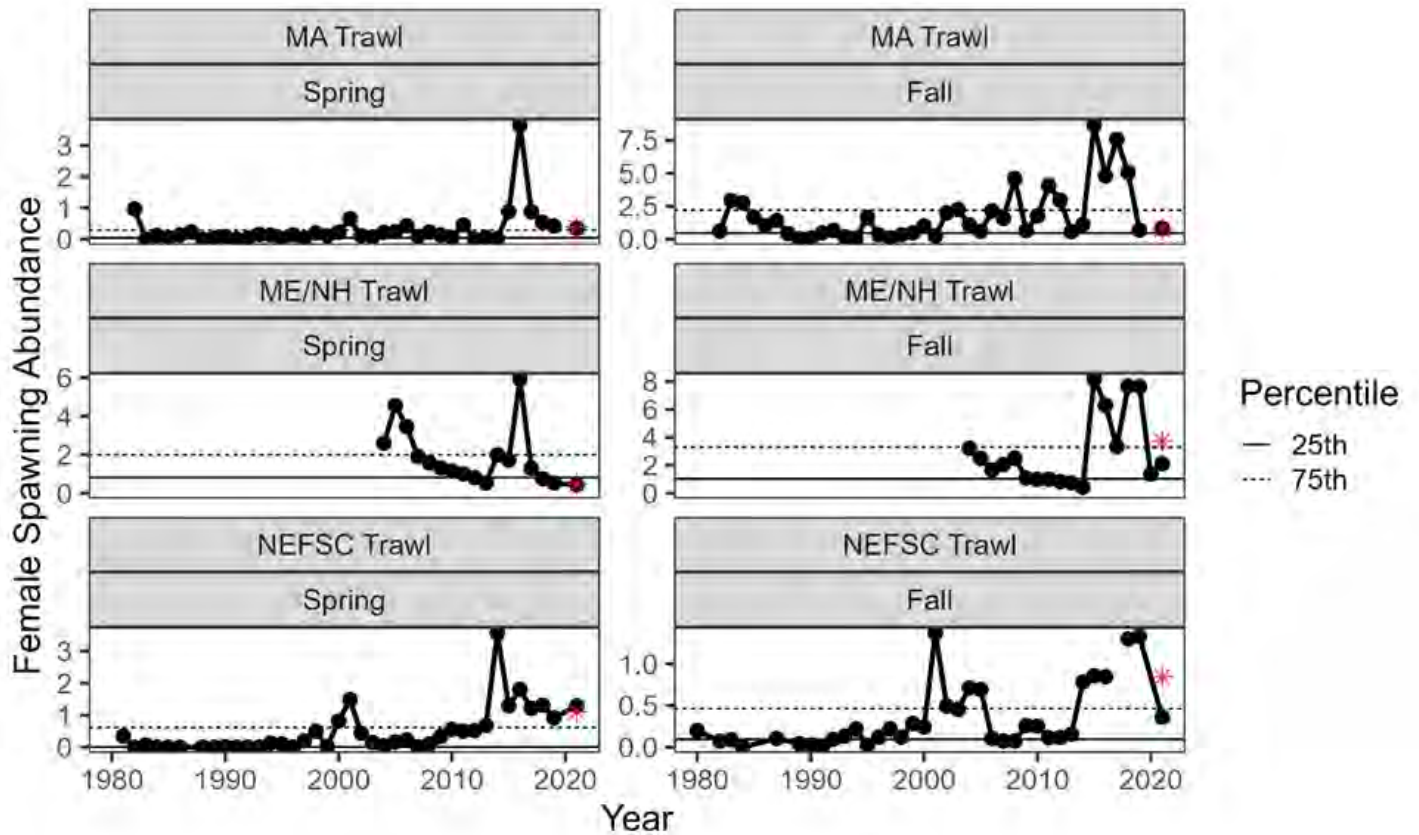 MA Trawl
MA Trawl
Spring
Fall
3
2
1
0
7.5
5.0
2.5
0.0
ME/NH Trawl
ME/NH Trawl
Spring
Fall
6
4
2
0
8
6
4
2
0
NEFSC Trawl
NEFSC Trawl
Spring
Fall
3
2
1
0
1.0
0.5
0.0
1980 1990 2000 2010 2020
1980 1990 2000 2010 2020
Female Spawning Abundance
Year
Percentile
25th
75th